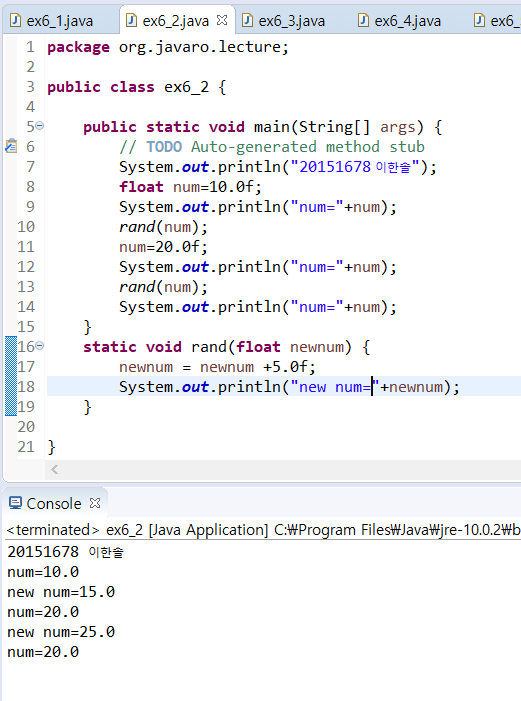 ex6_1.java ex6_2.java ex6_3.java ex6_4.java ex6_
1 package org.javaro.lecture;
2
3 public class ex6_2 {
4
5 public static void main(String[] args) {
6 // TODO Auto-generated method stub
7 System.out.println("20151678 이한솔");
8 float num=10.0f;
9 System.out.println("num="+num);
10 rand(num);
11 num=20.0f;
12 System.out.println("num="+num);
13 rand(num);
14 System.out.println("num="+num);
15 }
16 static void rand(float newnum) {
17 newnum = newnum +5.0f;
18 System.out.println("new num="+newnum);
19 }
20
21 }
Console
<terminated> ex6_2 [Java Application] C:₩Program Files₩Java₩jre-10.0.2₩b
20151678 이한솔
num=10.0
new num=15.0
num=20.0
new num=25.0
num=20.0